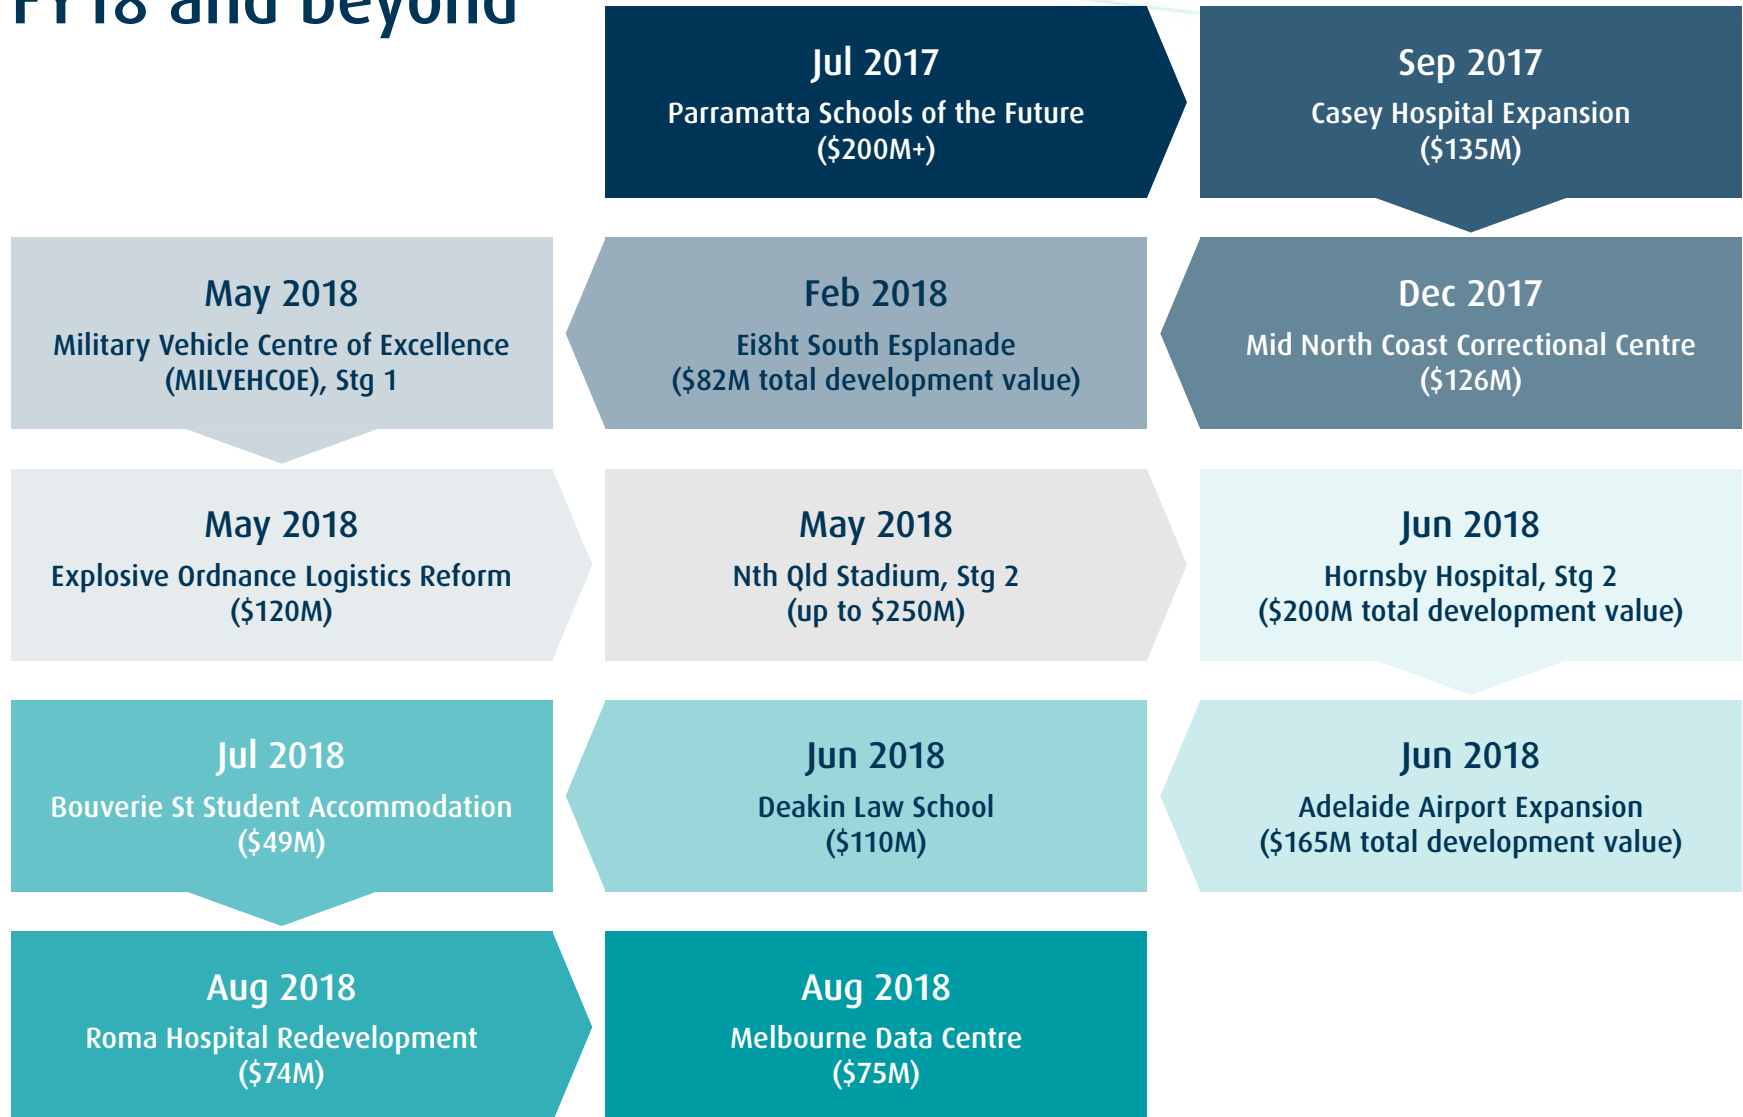 FY18 and beyond
Jul 2017
Parramatta Schools of the Future
($200M+)
Sep 2017
Casey Hospital Expansion
($135M)
Dec 2017
Mid North Coast Correctional Centre
($126M)
Feb 2018
Ei8ht South Esplanade
($82M total development value)
May 2018
Military Vehicle Centre of Excellence
(MILVEHCOE), Stg 1
May 2018
Explosive Ordnance Logistics Reform
($120M)
May 2018
Nth Qld Stadium, Stg 2
(up to $250M)
Jun 2018
Hornsby Hospital, Stg 2
($200M total development value)
Jun 2018
Adelaide Airport Expansion
($165M total development value)
Jun 2018
Deakin Law School
($110M)
Jul 2018
Bouverie St Student Accommodation
($49M)
Aug 2018
Roma Hospital Redevelopment
($74M)
Aug 2018
Melbourne Data Centre
($75M)